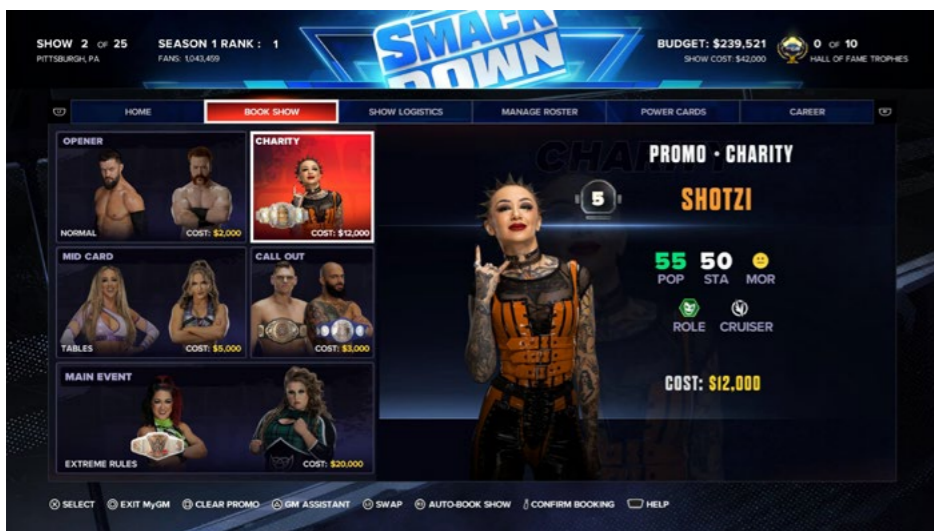 SHOW 2 OF 25
SEASON 1 RANK : 1
PITTSBURGH, PA
FANS: 1,043,459
SMACK
DOWN
BUDGET: $239,521
SHOW COST: $42,000
0 OF 10
HALL OF FAME TROPHIES
HOME
BOOK SHOW
SHOW LOGISTICS
MANAGE ROSTER
POWER CARDS
CAREER
OPENER
NORMAL
COST: $2,000
CHARITY
COST: $12,000
MID CARD
TABLES
COST: $5,000
CALL OUT
COST: $3,000
MAIN EVENT
EXTREME RULES
COST: $20,000
CHARITY
PROMO • CHARITY
5
SHOTZI
55 50
POP STA MOR
ROLE CRUISER
COST: $12,000
SELECT EXIT MyGM CLEAR PROMO GM ASSISTANT SWAP AUTO-BOOK SHOW CONFIRM BOOKING HELP